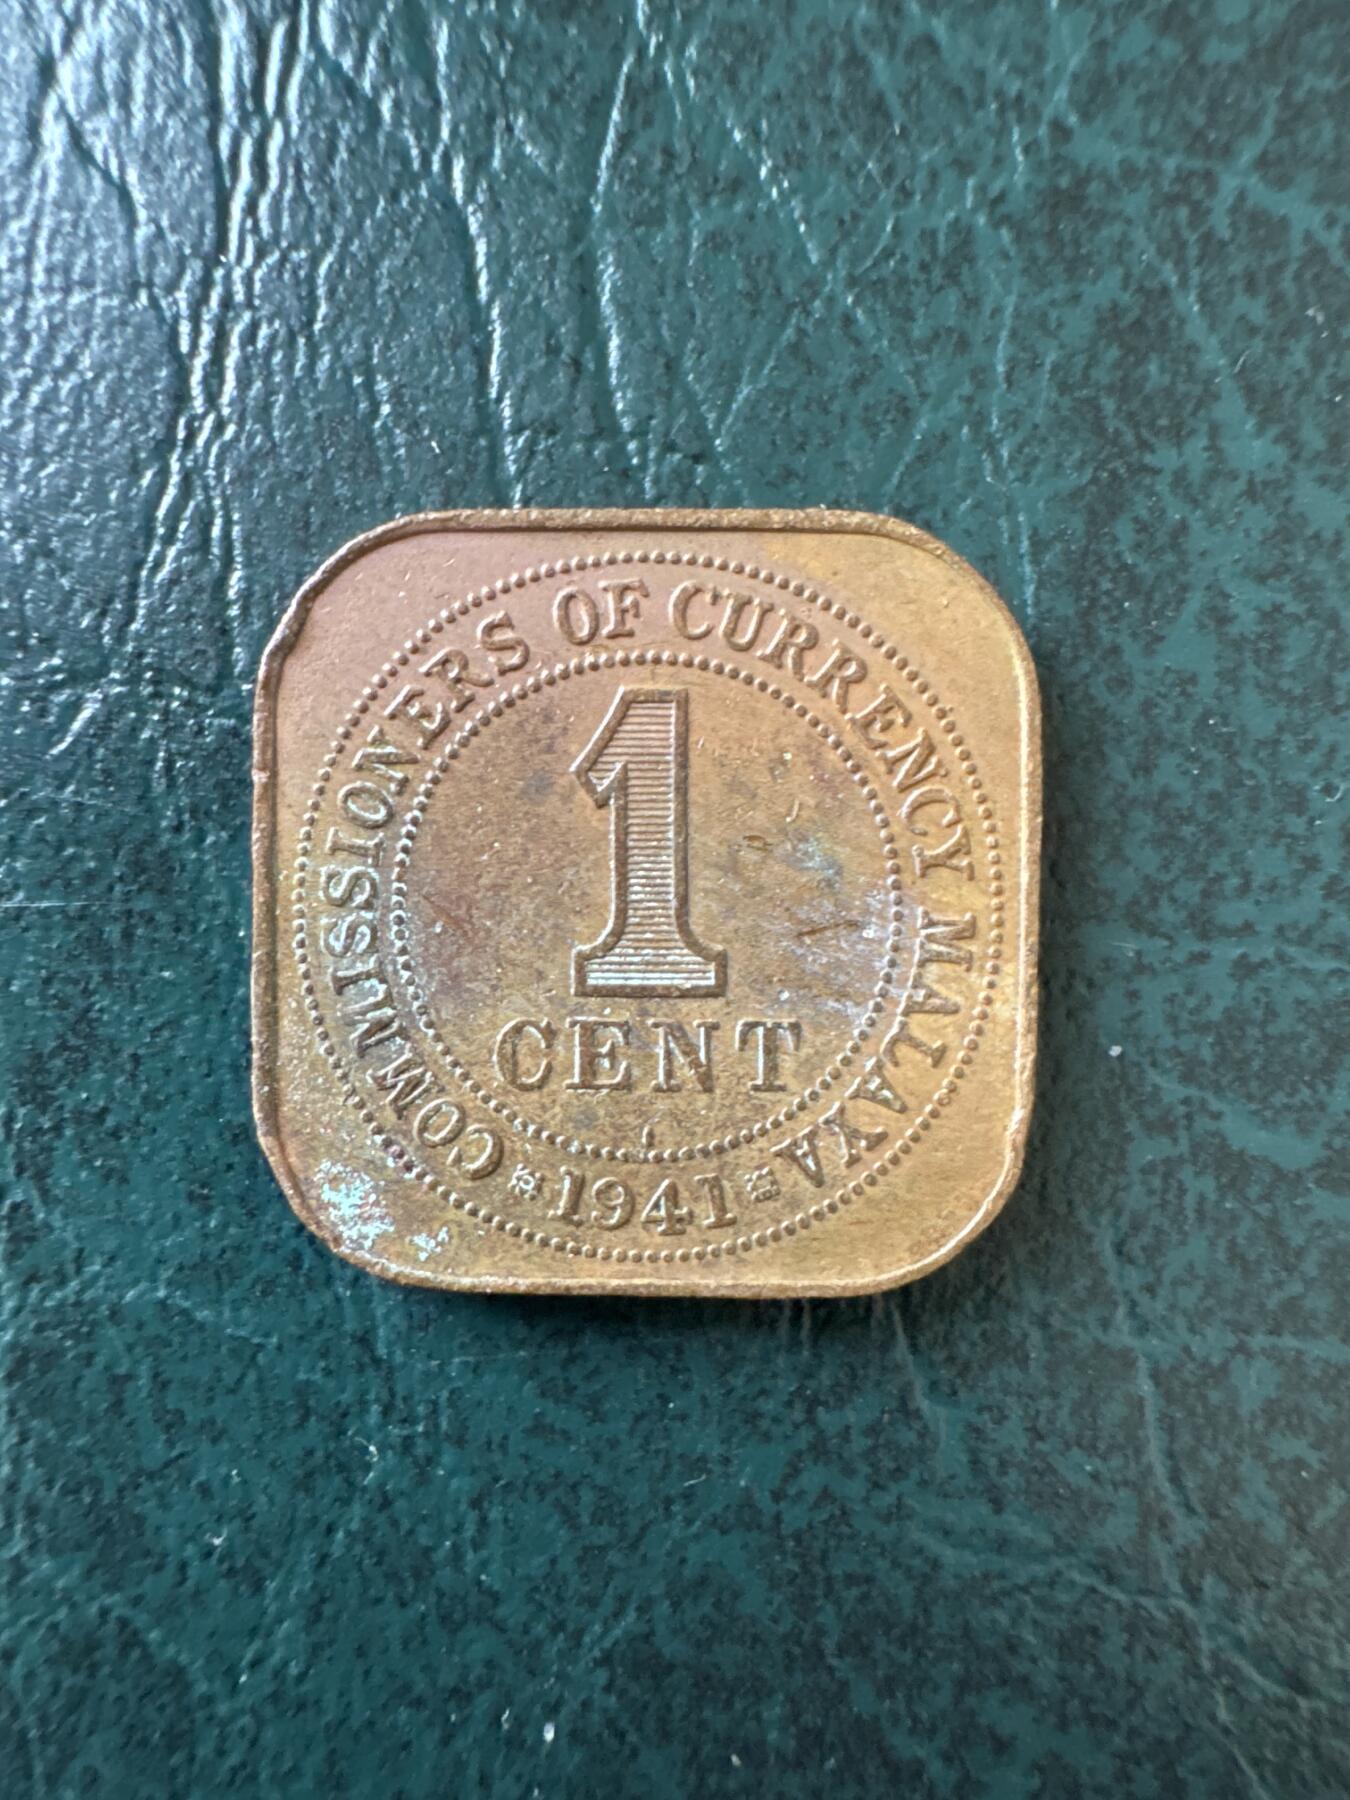 COMMISSIONERS OF CURRENCY MALAYA
1
CENT
1941